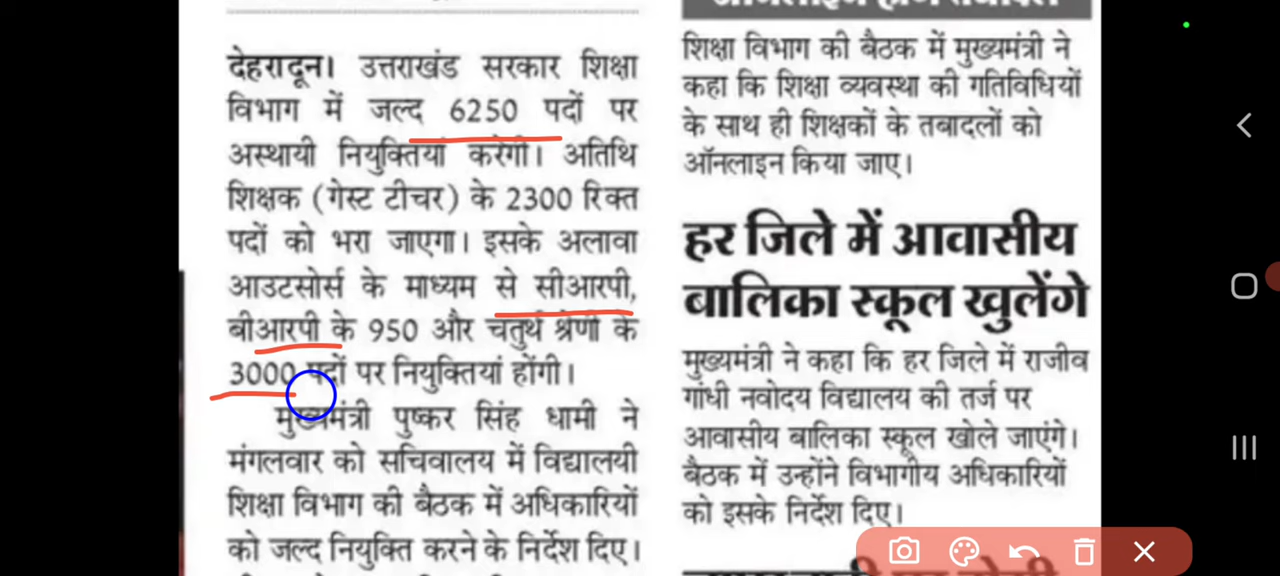 देहरादून। उत्तराखंड सरकार शिक्षा
विभाग में जल्द 6250 पदों पर
अस्थायी नियुक्तियां करेगी। अतिथि
शिक्षक (गेस्ट टीचर) के 2300 रिक्त
पदों को भरा जाएगा। इसके अलावा
आउटसोर्स के माध्यम से सीआरपी,
बीआरपी के 950 और चतुर्थ श्रेणी के
3000 पदों पर नियुक्तियां होंगी।
मुख्यमंत्री पुष्कर सिंह धामी ने
मंगलवार को सचिवालय में विद्यालयी
शिक्षा विभाग की बैठक में अधिकारियों
को जल्द नियुक्ति करने के निर्देश दिए।
शिक्षा विभाग की बैठक में मुख्यमंत्री ने
कहा कि शिक्षा व्यवस्था की गतिविधियों
के साथ ही शिक्षकों के तबादलों को
ऑनलाइन किया जाए।
हर जिले में आवासीय
बालिका स्कूल खुलेंगे
मुख्यमंत्री ने कहा कि हर जिले में राजीव
गांधी नवोदय विद्यालय की तर्ज पर
आवासीय बालिका स्कूल खोले जाएंगे।
बैठक में उन्होंने विभागीय अधिकारियों
को इसके निर्देश दिए।